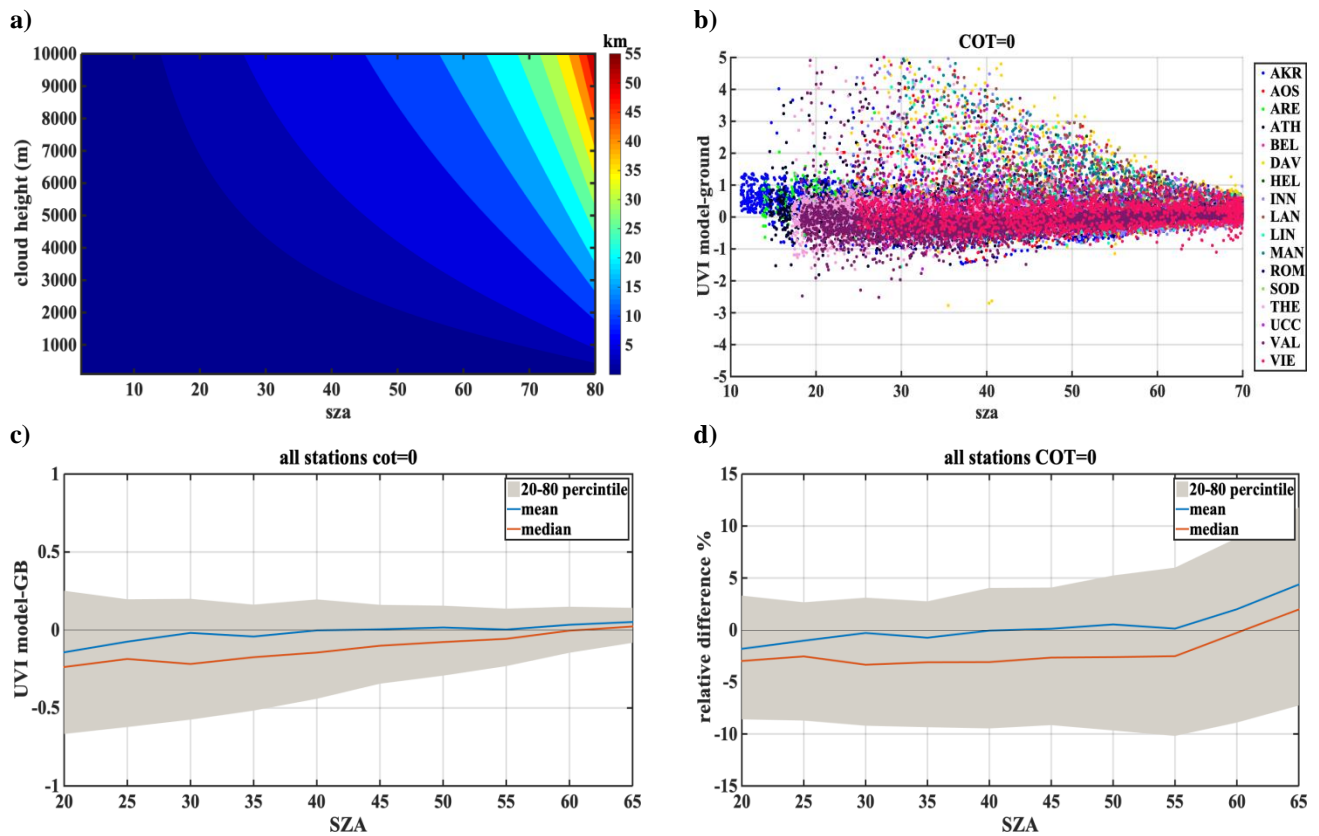 a)
km
10000
9000
8000
7000
6000
5000
4000
3000
2000
1000
cloud height (m)
10 20 30 40 50 60 70 80
sza
55
50
45
40
35
30
25
20
15
10
5
b)
COT=0
5
4
3
2
1
0
-1
-2
-3
-4
-5
UVI model-ground
10 20 30 40 50 60 70
sza
AKR
AOS
ARE
ATH
BEL
DAV
HEL
INN
LAN
LIN
MAN
ROM
SOD
THE
UCC
VAL
VIE
c)
all stations cot=0
20-80 percintile
mean
median
1
0.5
0
-0.5
-1
UVI model-GB
20 25 30 35 40 45 50 55 60 65
SZA
d)
all stations COT=0
20-80 percintile
mean
median
15
10
5
0
-5
-10
-15
relative difference %
20 25 30 35 40 45 50 55 60 65
SZA